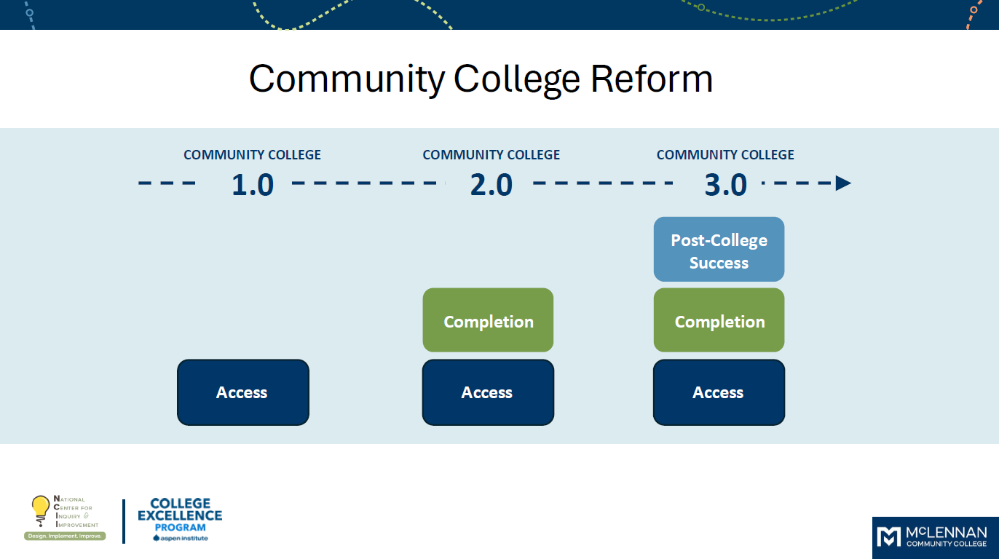 Community College Reform
COMMUNITY COLLEGE
1.0
COMMUNITY COLLEGE
2.0
COMMUNITY COLLEGE
3.0
Post-College
Success
Completion
Completion
Access
Access
Access
NATIONAL
CENTER FOR
INQUIRY &
IMPROVEMENT
Design. Implement. Improve.
COLLEGE
EXCELLENCE
PROGRAM
aspen institute
MCLENNAN
COMMUNITY COLLEGE